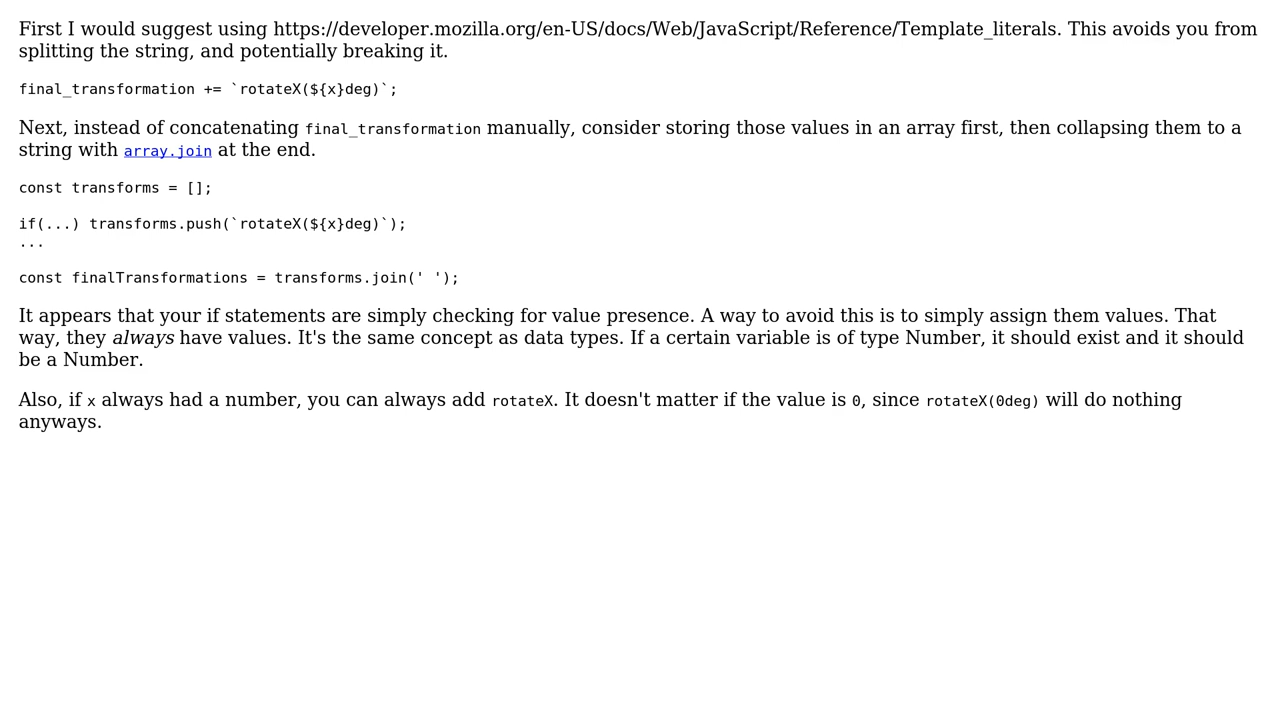 First I would suggest using https://developer.mozilla.org/en-US/docs/Web/JavaScript/Reference/Template_literals. This avoids you from
splitting the string, and potentially breaking it.
final_transformation += `rotateX(${x}deg)`;
Next, instead of concatenating final_transformation manually, consider storing those values in an array first, then collapsing them to a
string with array.join at the end.
const transforms = [];
if(...) transforms.push(`rotateX(${x}deg)`);
...
const finalTransformations = transforms.join(' ');
It appears that your if statements are simply checking for value presence. A way to avoid this is to simply assign them values. That
way, they always have values. It's the same concept as data types. If a certain variable is of type Number, it should exist and it should
be a Number.
Also, if x always had a number, you can always add rotateX. It doesn't matter if the value is 0, since rotateX(0deg) will do nothing
anyways.